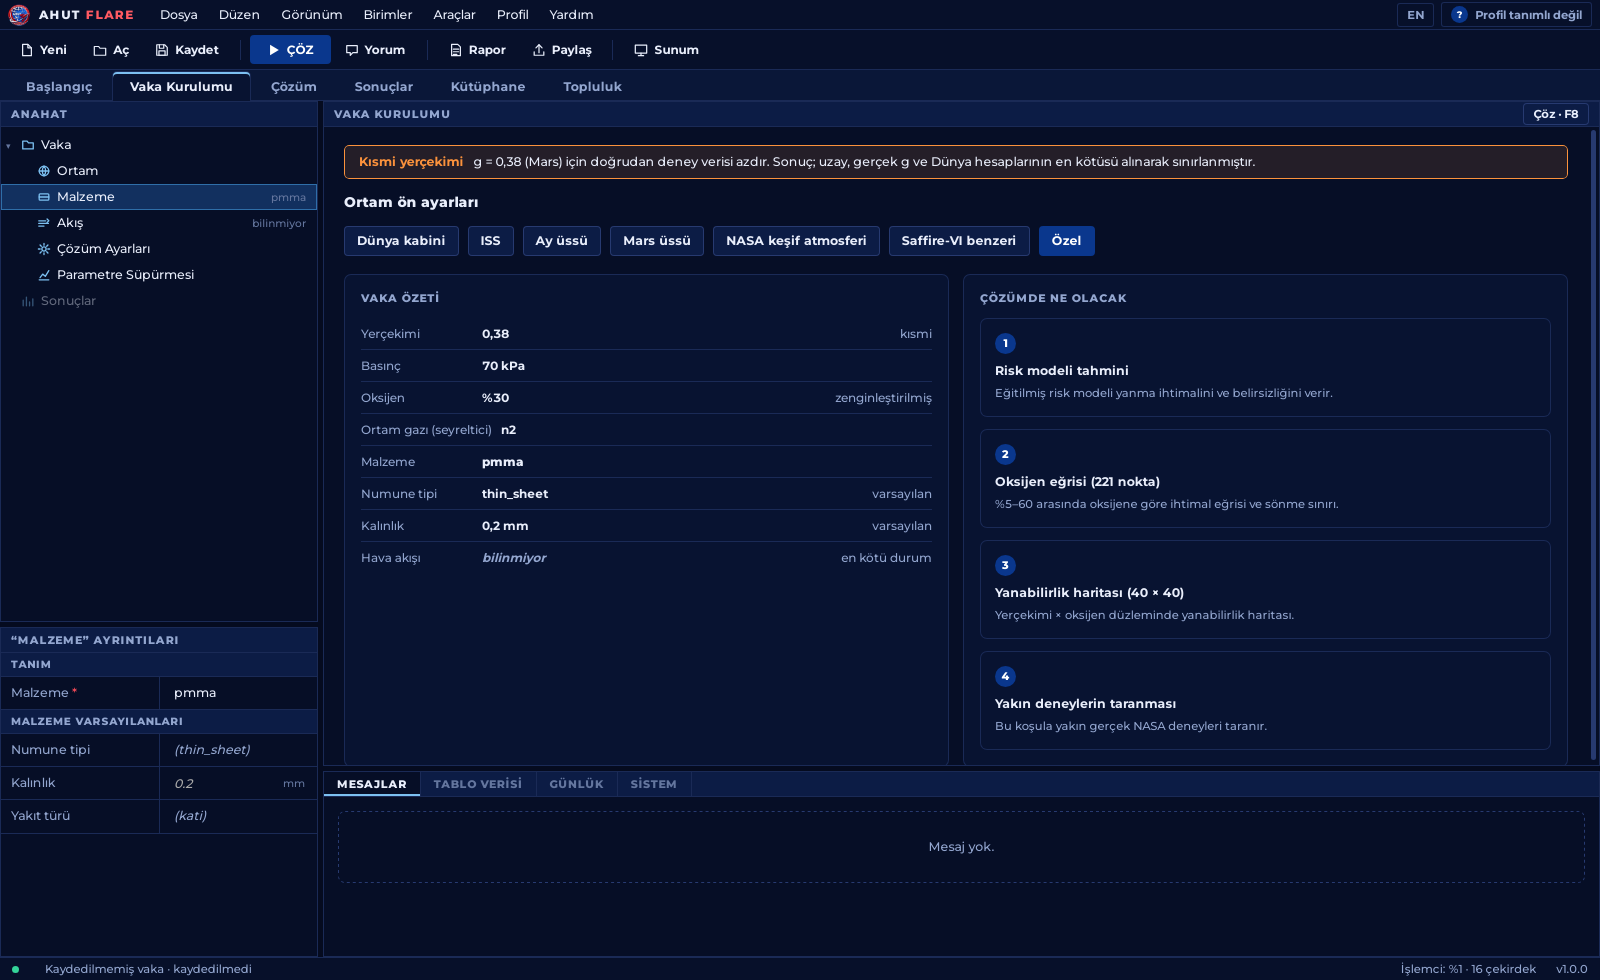 AHUT FLARE Dosya Düzen Görünüm Birimler Araçlar Profil Yardım EN ? Profil tanımlı değil
Yeni Aç Kaydet ÇÖZ Yorum Rapor Paylaş Sunum
Başlangıç Vaka Kurulumu Çözüm Sonuçlar Kütüphane Topluluk
ANAHAT
Vaka
Ortam
Malzeme pmma
Akış bilinmiyor
Çözüm Ayarları
Parametre Süpürmesi
Sonuçlar
"MALZEME" AYRINTILARI
TANIM
Malzeme * pmma
MALZEME VARSAYILANLARI
Numune tipi (thin_sheet)
Kalınlık 0.2 mm
Yakıt türü (kati)
VAKA KURULUMU Çöz · F8
Kısmi yerçekimi g = 0,38 (Mars) için doğrudan deney verisi azdır. Sonuç; uzay, gerçek g ve Dünya hesaplarının en kötüsü alınarak sınırlanmıştır.
Ortam ön ayarları
Dünya kabini ISS Ay üssü Mars üssü NASA keşif atmosferi Saffire-VI benzeri Özel
VAKA ÖZETİ
Yerçekimi 0,38 kısmi
Basınç 70 kPa
Oksijen %30 zenginleştirilmiş
Ortam gazı (seyreltici) n2
Malzeme pmma
Numune tipi thin_sheet varsayılan
Kalınlık 0,2 mm varsayılan
Hava akışı bilinmiyor en kötü durum
ÇÖZÜMDE NE OLACAK
1
Risk modeli tahmini
Eğitilmiş risk modeli yanma ihtimalini ve belirsizliğini verir.
2
Oksijen eğrisi (221 nokta)
%5–60 arasında oksijene göre ihtimal eğrisi ve sönme sınırı.
3
Yanabilirlik haritası (40 × 40)
Yerçekimi × oksijen düzleminde yanabilirlik haritası.
4
Yakın deneylerin taranması
Bu koşula yakın gerçek NASA deneyleri taranır.
MESAJLAR TABLO VERİSİ GÜNLÜK SİSTEM
Mesaj yok.
Kaydedilmemiş vaka · kaydedilmedi İşlemci: %1 · 16 çekirdek v1.0.0